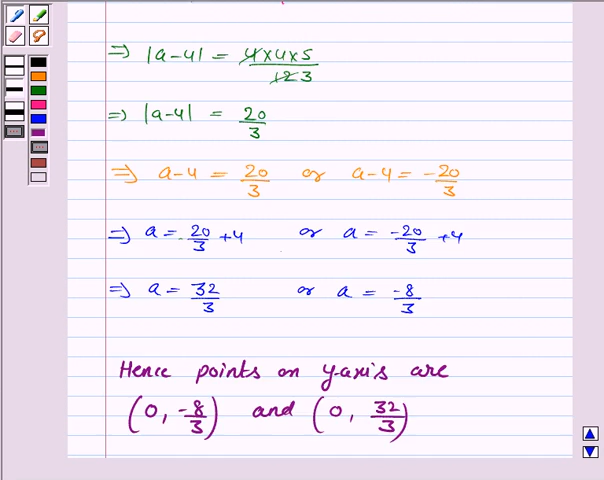 ⇒ |a-4| = 4×4×5/12 3
⇒ |a-4| = 20/3
⇒ a-4 = 20/3 or a-4 = -20/3
⇒ a = 20/3 +4 or a = -20/3 +4
⇒ a = 32/3 or a = -8/3
Hence points on y-axis are
(0, -8/3) and (0, 32/3)